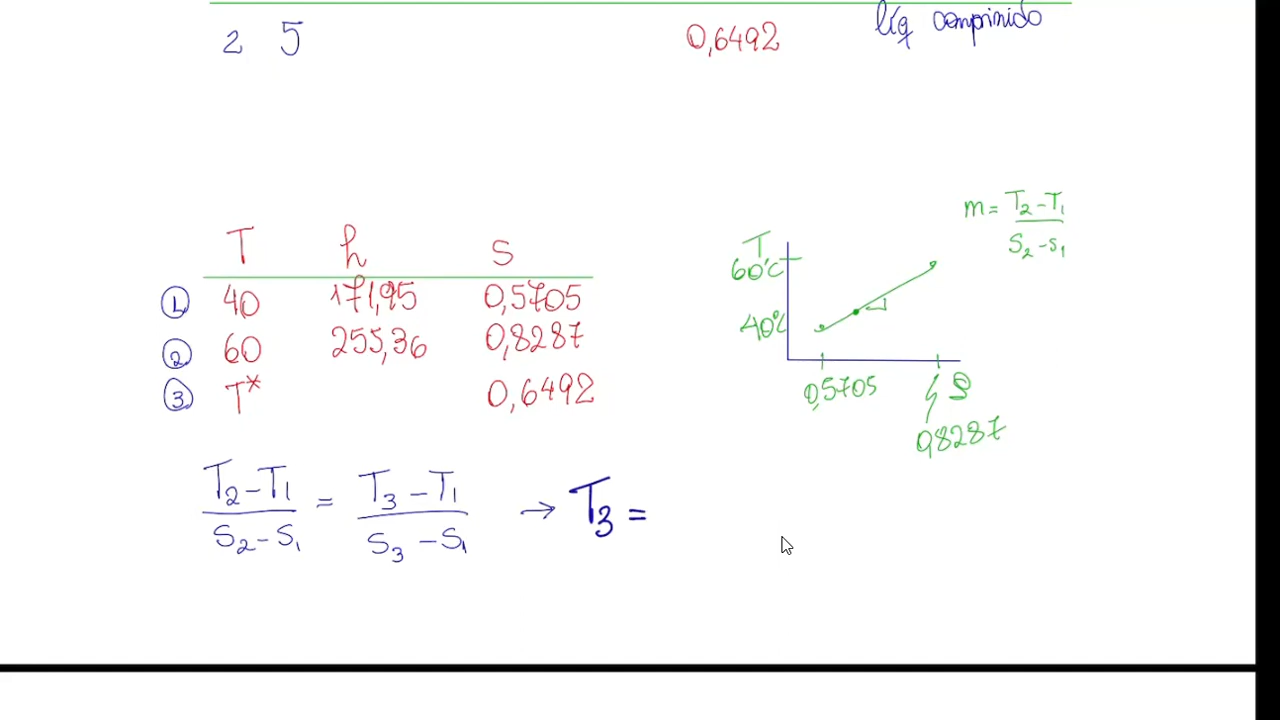 líq comprimido
2 5 0,6492
T h S
1 40 171,95 0,5705
2 60 255,36 0,8287
3 T* 0,6492
T2-T1 = T3-T1 → T3 =
S2-S1 S3-S1
m= T2-T1
S2-S1
T
60°C
40°C
0,5705
S
0,8287